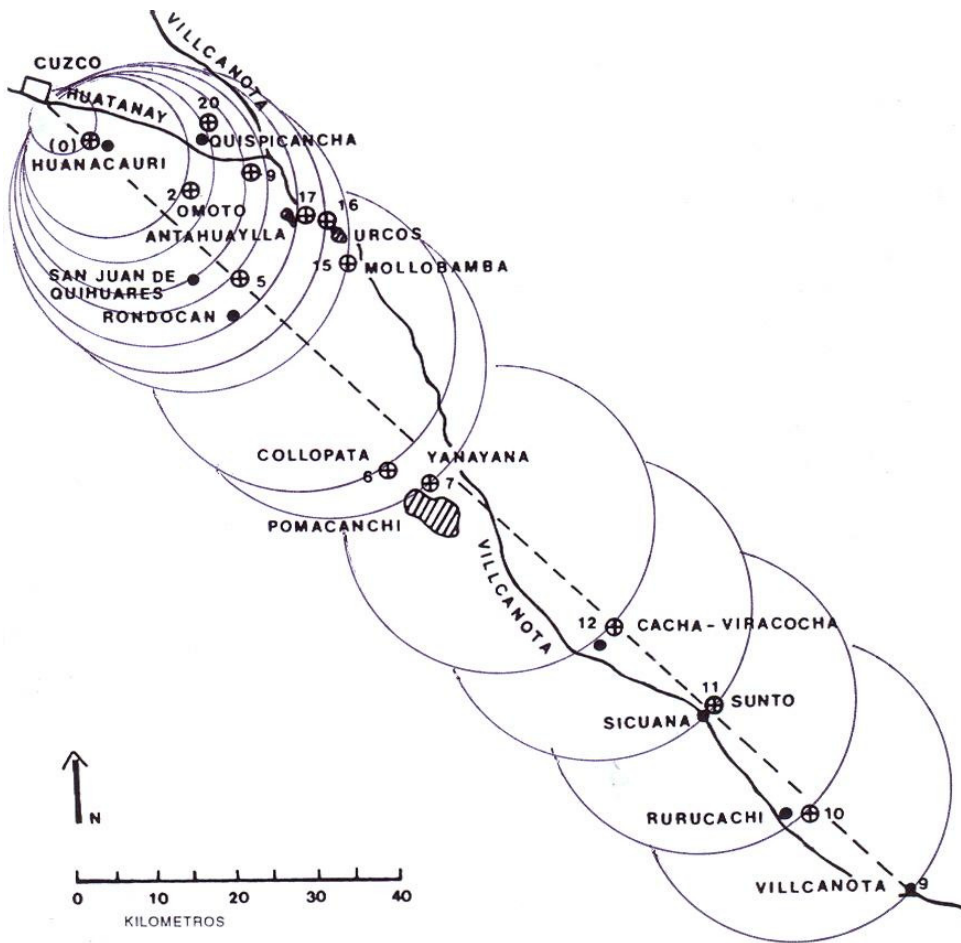 VILLCANOTA
CUZCO
HUATANAY
20
(0)
QUISPICANCHA
HUANACAURI
19
2
17
16
OMOTO
ANTAHUAYLLA
URCOS
15
MOLLOBAMBA
SAN JUAN DE
QUIHUARES
5
RONDOCAN
COLLOPATA
YANAYANA
6
7
POMACANCHI
VILLCANOTA
12
CACHA-VIRACOCHA
11
SUNTO
SICUANA
N
RURUCACHI
10
VILLCANOTA
9
0
10
20
30
40
KILOMETROS